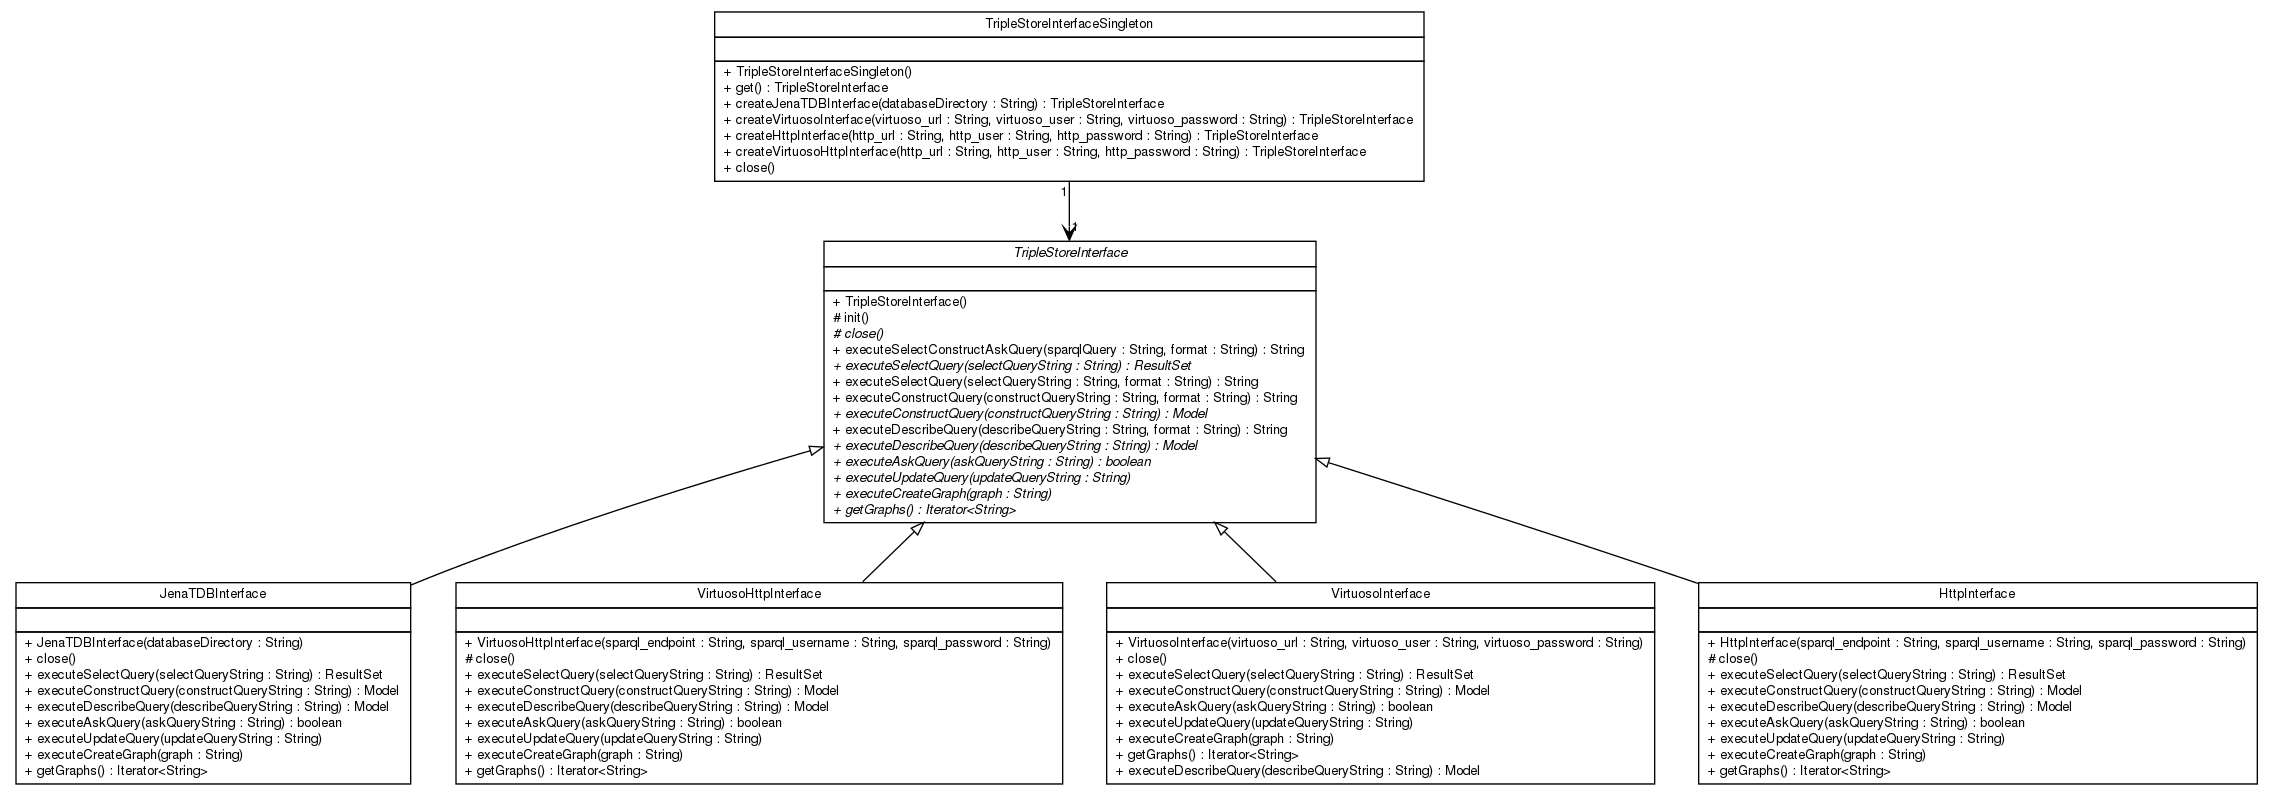 TripleStoreInterfaceSingleton
+ TripleStoreInterfaceSingleton()
+ get() : TripleStoreInterface
+ createJenaTDBInterface(databaseDirectory : String) : TripleStoreInterface
+ createVirtuosoInterface(virtuoso_url : String, virtuoso_user : String, virtuoso_password : String) : TripleStoreInterface
+ createHttpInterface(http_url : String, http_user : String, http_password : String) : TripleStoreInterface
+ createVirtuosoHttpInterface(http_url : String, http_user : String, http_password : String) : TripleStoreInterface
+ close()
1
1
TripleStoreInterface
+ TripleStoreInterface()
# init()
# close()
+ executeSelectConstructAskQuery(sparqlQuery : String, format : String) : String
+ executeSelectQuery(selectQueryString : String) : ResultSet
+ executeSelectQuery(selectQueryString : String, format : String) : String
+ executeConstructQuery(constructQueryString : String, format : String) : String
+ executeConstructQuery(constructQueryString : String) : Model
+ executeDescribeQuery(describeQueryString : String, format : String) : String
+ executeDescribeQuery(describeQueryString : String) : Model
+ executeAskQuery(askQueryString : String) : boolean
+ executeUpdateQuery(updateQueryString : String)
+ executeCreateGraph(graph : String)
+ getGraphs() : Iterator<String>
JenaTDBInterface
+ JenaTDBInterface(databaseDirectory : String)
+ close()
+ executeSelectQuery(selectQueryString : String) : ResultSet
+ executeConstructQuery(constructQueryString : String) : Model
+ executeDescribeQuery(describeQueryString : String) : Model
+ executeAskQuery(askQueryString : String) : boolean
+ executeUpdateQuery(updateQueryString : String)
+ executeCreateGraph(graph : String)
+ getGraphs() : Iterator<String>
VirtuosoHttpInterface
+ VirtuosoHttpInterface(sparql_endpoint : String, sparql_username : String, sparql_password : String)
# close()
+ executeSelectQuery(selectQueryString : String) : ResultSet
+ executeConstructQuery(constructQueryString : String) : Model
+ executeDescribeQuery(describeQueryString : String) : Model
+ executeAskQuery(askQueryString : String) : boolean
+ executeUpdateQuery(updateQueryString : String)
+ executeCreateGraph(graph : String)
+ getGraphs() : Iterator<String>
VirtuosoInterface
+ VirtuosoInterface(virtuoso_url : String, virtuoso_user : String, virtuoso_password : String)
+ close()
+ executeSelectQuery(selectQueryString : String) : ResultSet
+ executeConstructQuery(constructQueryString : String) : Model
+ executeAskQuery(askQueryString : String) : boolean
+ executeUpdateQuery(updateQueryString : String)
+ executeCreateGraph(graph : String)
+ getGraphs() : Iterator<String>
+ executeDescribeQuery(describeQueryString : String) : Model
HttpInterface
+ HttpInterface(sparql_endpoint : String, sparql_username : String, sparql_password : String)
# close()
+ executeSelectQuery(selectQueryString : String) : ResultSet
+ executeConstructQuery(constructQueryString : String) : Model
+ executeDescribeQuery(describeQueryString : String) : Model
+ executeAskQuery(askQueryString : String) : boolean
+ executeUpdateQuery(updateQueryString : String)
+ executeCreateGraph(graph : String)
+ getGraphs() : Iterator<String>